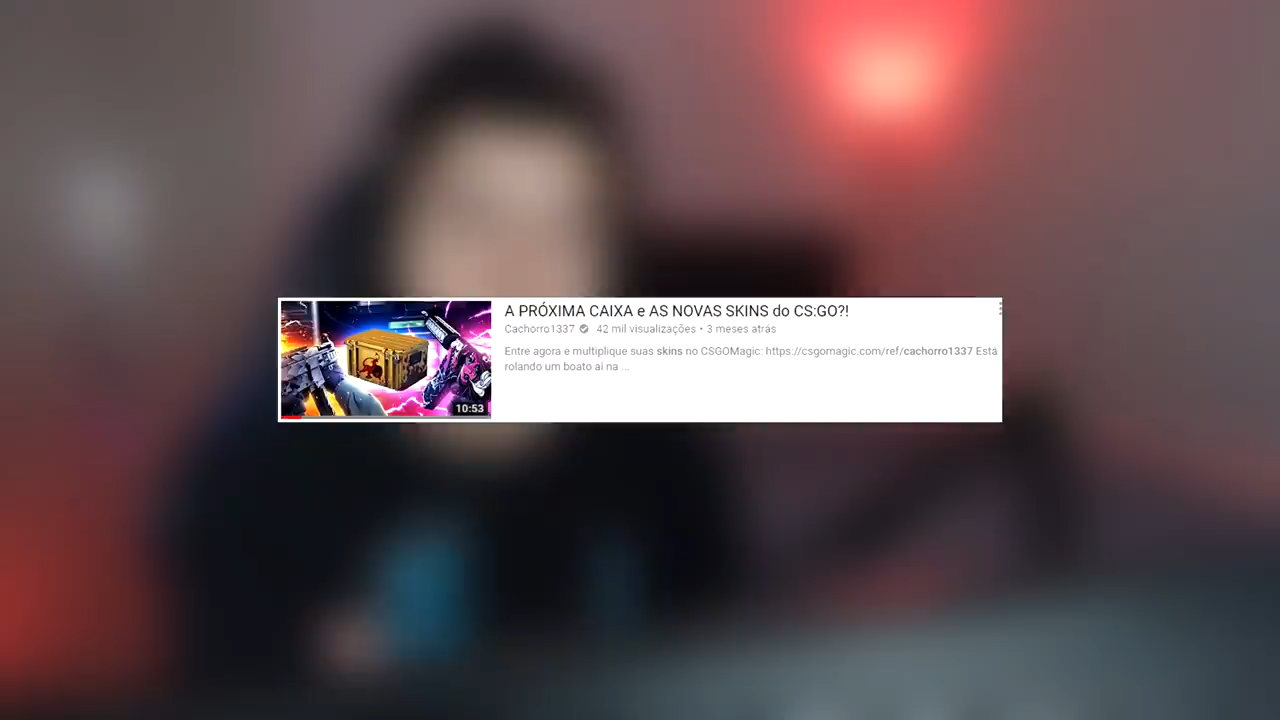 A PRÓXIMA CAIXA e AS NOVAS SKINS do CS:GO?!
Cachorro1337 42 mil visualizações • 3 meses atrás
Entre agora e multiplique suas skins no CSGOMagic: https://csgomagic.com/ref/cachorro1337 Está
rolando um boato ai na ...
10:53